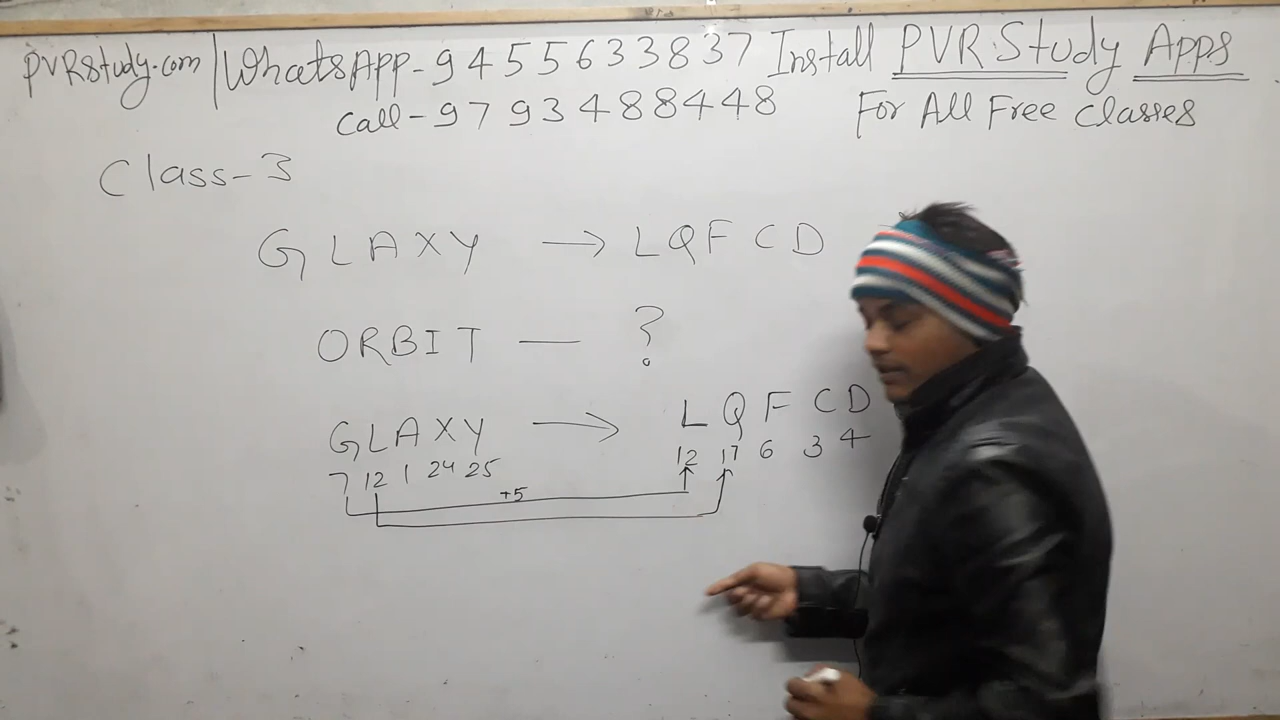 PVRStudy.com | WhatsApp-9455633837 Install PVR.Study Apps
Call-9793488448 For All Free Classes
Class-3
GLAXY → LQFCD
ORBIT — ?
GLAXY → LQFCD
7 12 1 24 25 12 17 6 3 4
+5